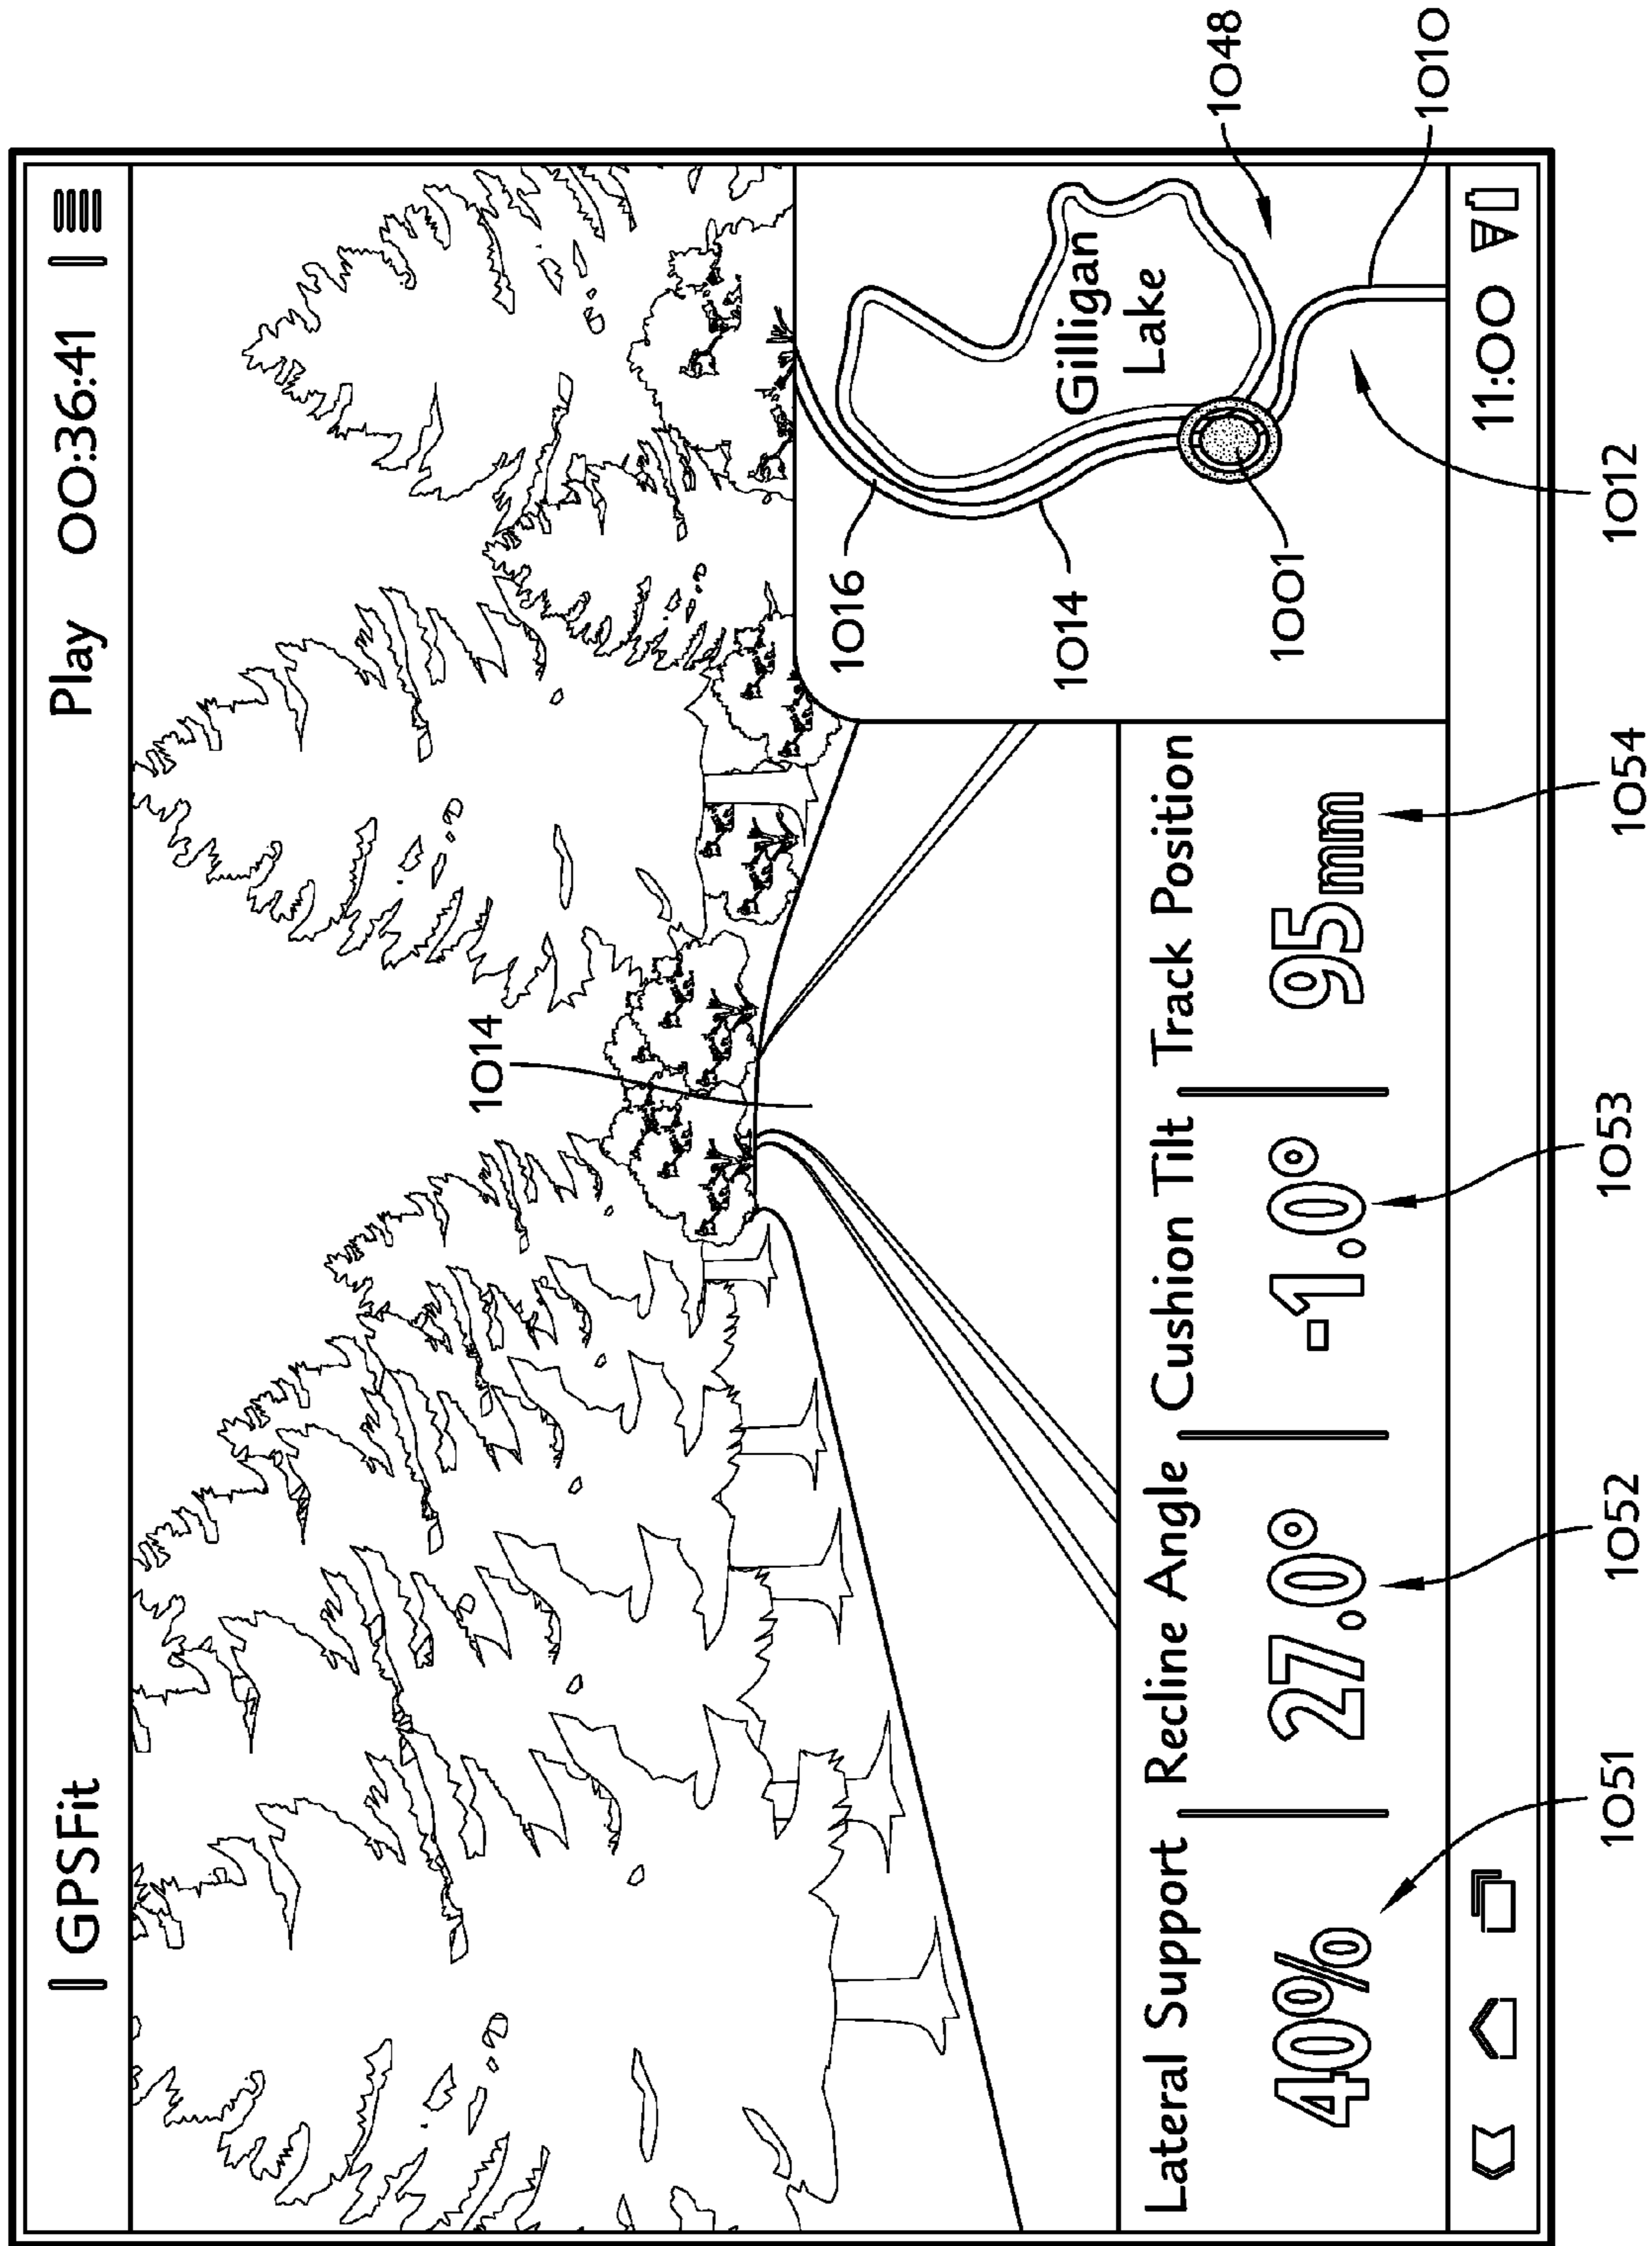 GPSFit Play 00:36:41
1014
1016
1014
1001
Gilligan
Lake
1048
1010
1012
Lateral Support Recline Angle Cushion Tilt Track Position
40% 27.0° -1.0° 95mm
11:00
1051 1052 1053 1054